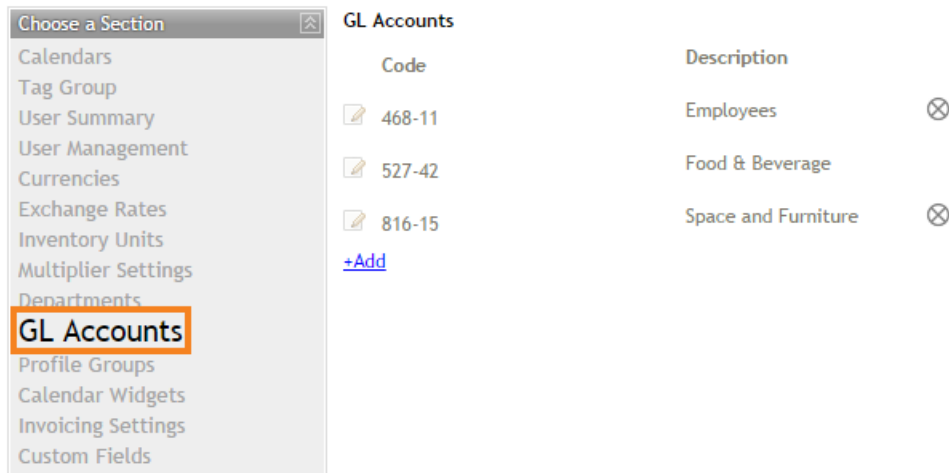 Choose a Section
Calendars
Tag Group
User Summary
User Management
Currencies
Exchange Rates
Inventory Units
Multiplier Settings
Departments
GL Accounts
Profile Groups
Calendar Widgets
Invoicing Settings
Custom Fields
GL Accounts
Code Description
468-11 Employees
527-42 Food & Beverage
816-15 Space and Furniture
+Add